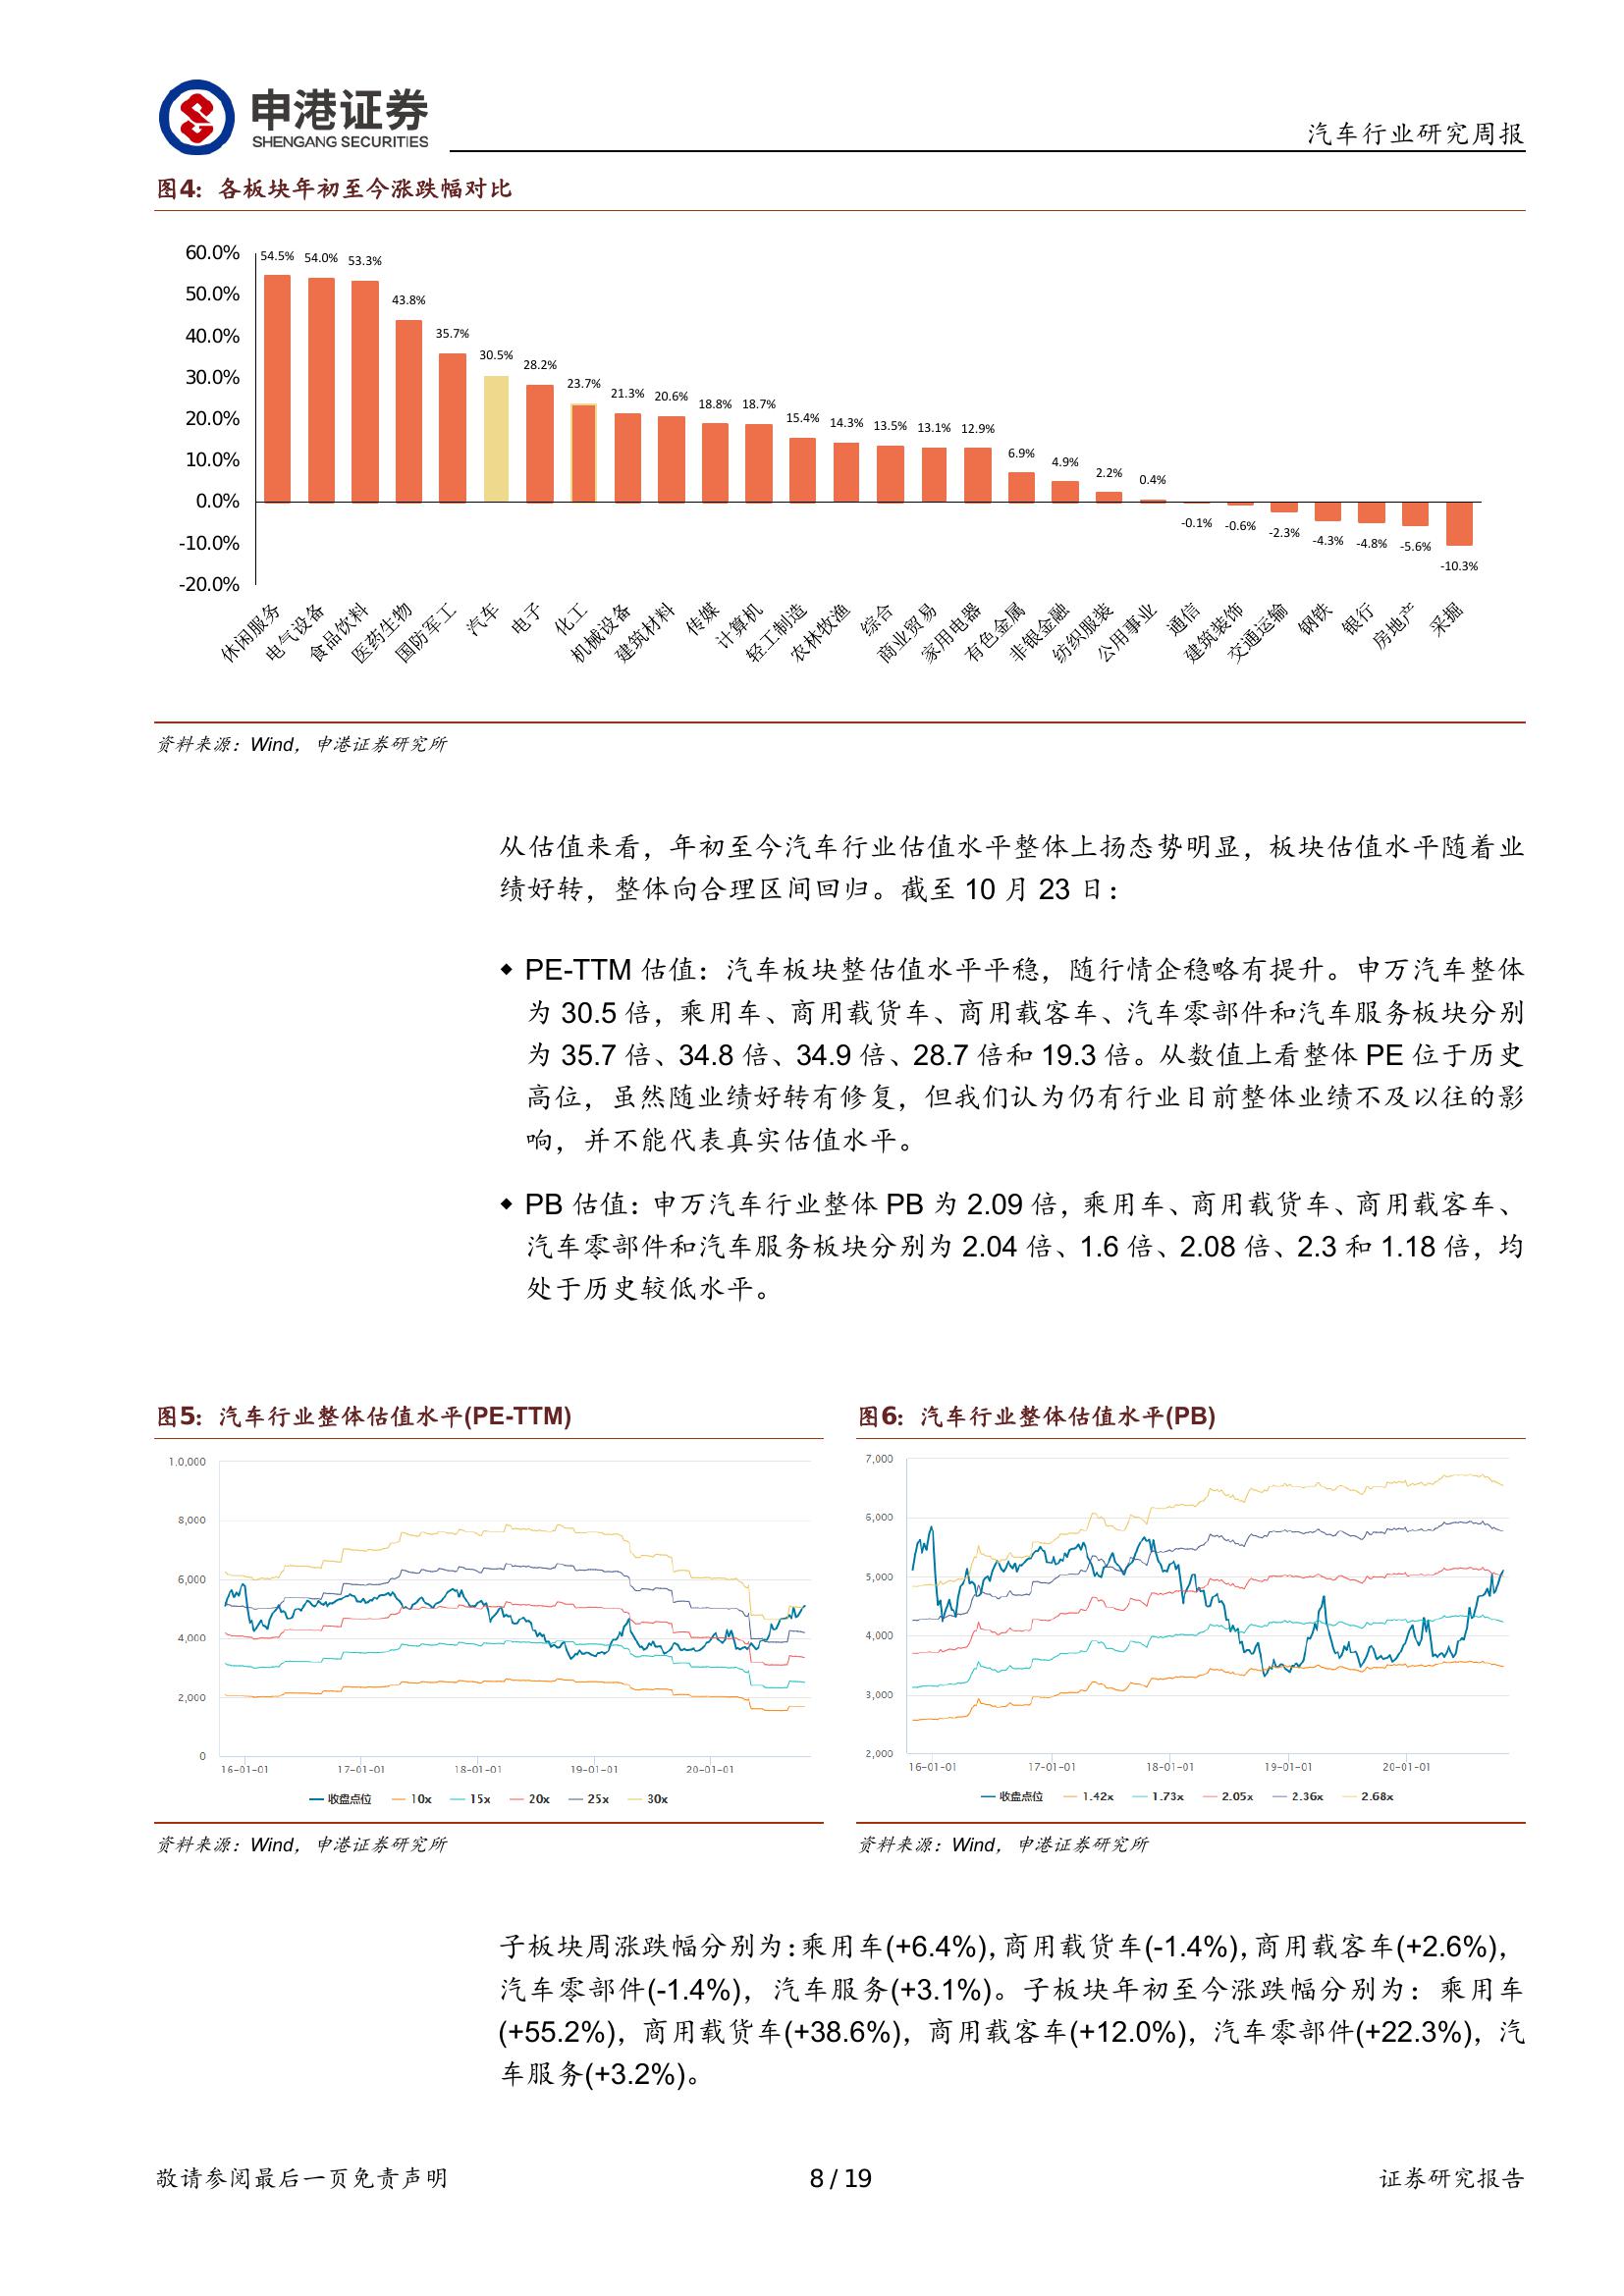 申港证券
SHENGANG SECURITIES
汽车行业研究周报
图4：各板块年初至今涨跌幅对比
60.0%
50.0%
40.0%
30.0%
20.0%
10.0%
0.0%
-10.0%
-20.0%
54.5% 54.0% 53.3% 43.8% 35.7% 30.5% 28.2% 23.7% 21.3% 20.6% 18.8% 18.7% 15.4% 14.3% 13.5% 13.1% 12.9% 6.9% 4.9% 2.2% 0.4% -0.1% -0.6% -2.3% -4.3% -4.8% -5.6% -10.3%
休闲服务 电气设备 食品饮料 医药生物 国防军工 汽车 电子 化工 机械设备 建筑材料 传媒 计算机 轻工制造 农林牧渔 综合 商业贸易 家用电器 有色金属 非银金融 纺织服装 公用事业 通信 建筑装饰 交通运输 钢铁 银行 房地产 采掘
资料来源：Wind，申港证券研究所
从估值来看，年初至今汽车行业估值水平整体上扬态势明显，板块估值水平随着业
绩好转，整体向合理区间回归。截至 10 月 23 日：
◆ PE-TTM 估值：汽车板块整估值水平平稳，随行情企稳略有提升。申万汽车整体
为 30.5 倍，乘用车、商用载货车、商用载客车、汽车零部件和汽车服务板块分别
为 35.7 倍、34.8 倍、34.9 倍、28.7 倍和 19.3 倍。从数值上看整体 PE 位于历史
高位，虽然随业绩好转有修复，但我们认为仍有行业目前整体业绩不及以往的影
响，并不能代表真实估值水平。
◆ PB 估值：申万汽车行业整体 PB 为 2.09 倍，乘用车、商用载货车、商用载客车、
汽车零部件和汽车服务板块分别为 2.04 倍、1.6 倍、2.08 倍、2.3 和 1.18 倍，均
处于历史较低水平。
图5：汽车行业整体估值水平(PE-TTM)
1.0,000
8,000
6,000
4,000
2,000
0
16-01-01 17-01-01 18-01-01 19-01-01 20-01-01
收盘点位 10x 15x 20x 25x 30x
资料来源：Wind，申港证券研究所
图6：汽车行业整体估值水平(PB)
7,000
6,000
5,000
4,000
3,000
2,000
16-01-01 17-01-01 18-01-01 19-01-01 20-01-01
收盘点位 1.42x 1.73x 2.05x 2.36x 2.68x
资料来源：Wind，申港证券研究所
子板块周涨跌幅分别为：乘用车(+6.4%)，商用载货车(-1.4%)，商用载客车(+2.6%)，
汽车零部件(-1.4%)，汽车服务(+3.1%)。子板块年初至今涨跌幅分别为：乘用车
(+55.2%)，商用载货车(+38.6%)，商用载客车(+12.0%)，汽车零部件(+22.3%)，汽
车服务(+3.2%)。
敬请参阅最后一页免责声明
8 / 19
证券研究报告